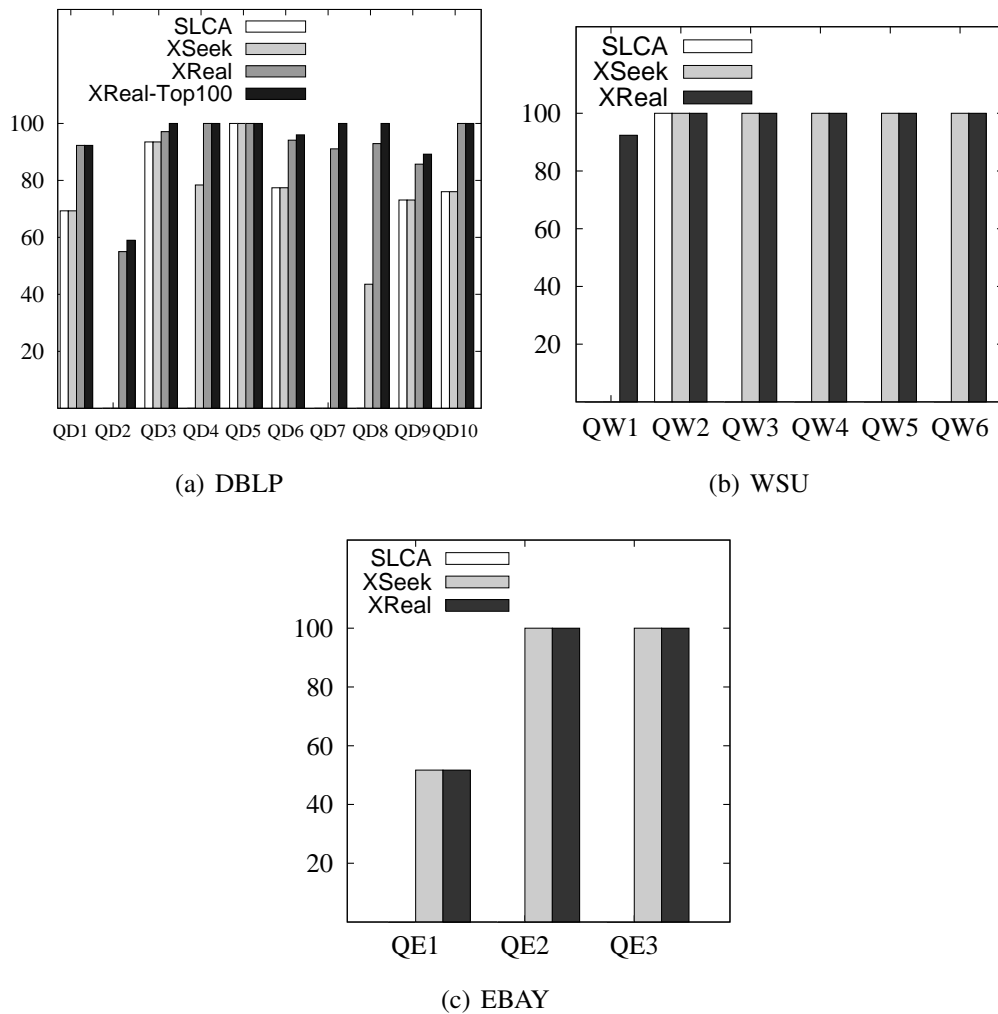 SLCA
XSeek
XReal
XReal-Top100
100
80
60
40
20
QD1 QD2 QD3 QD4 QD5 QD6 QD7 QD8 QD9 QD10
(a) DBLP
SLCA
XSeek
XReal
100
80
60
40
20
QW1 QW2 QW3 QW4 QW5 QW6
(b) WSU
SLCA
XSeek
XReal
100
80
60
40
20
QE1 QE2 QE3
(c) EBAY